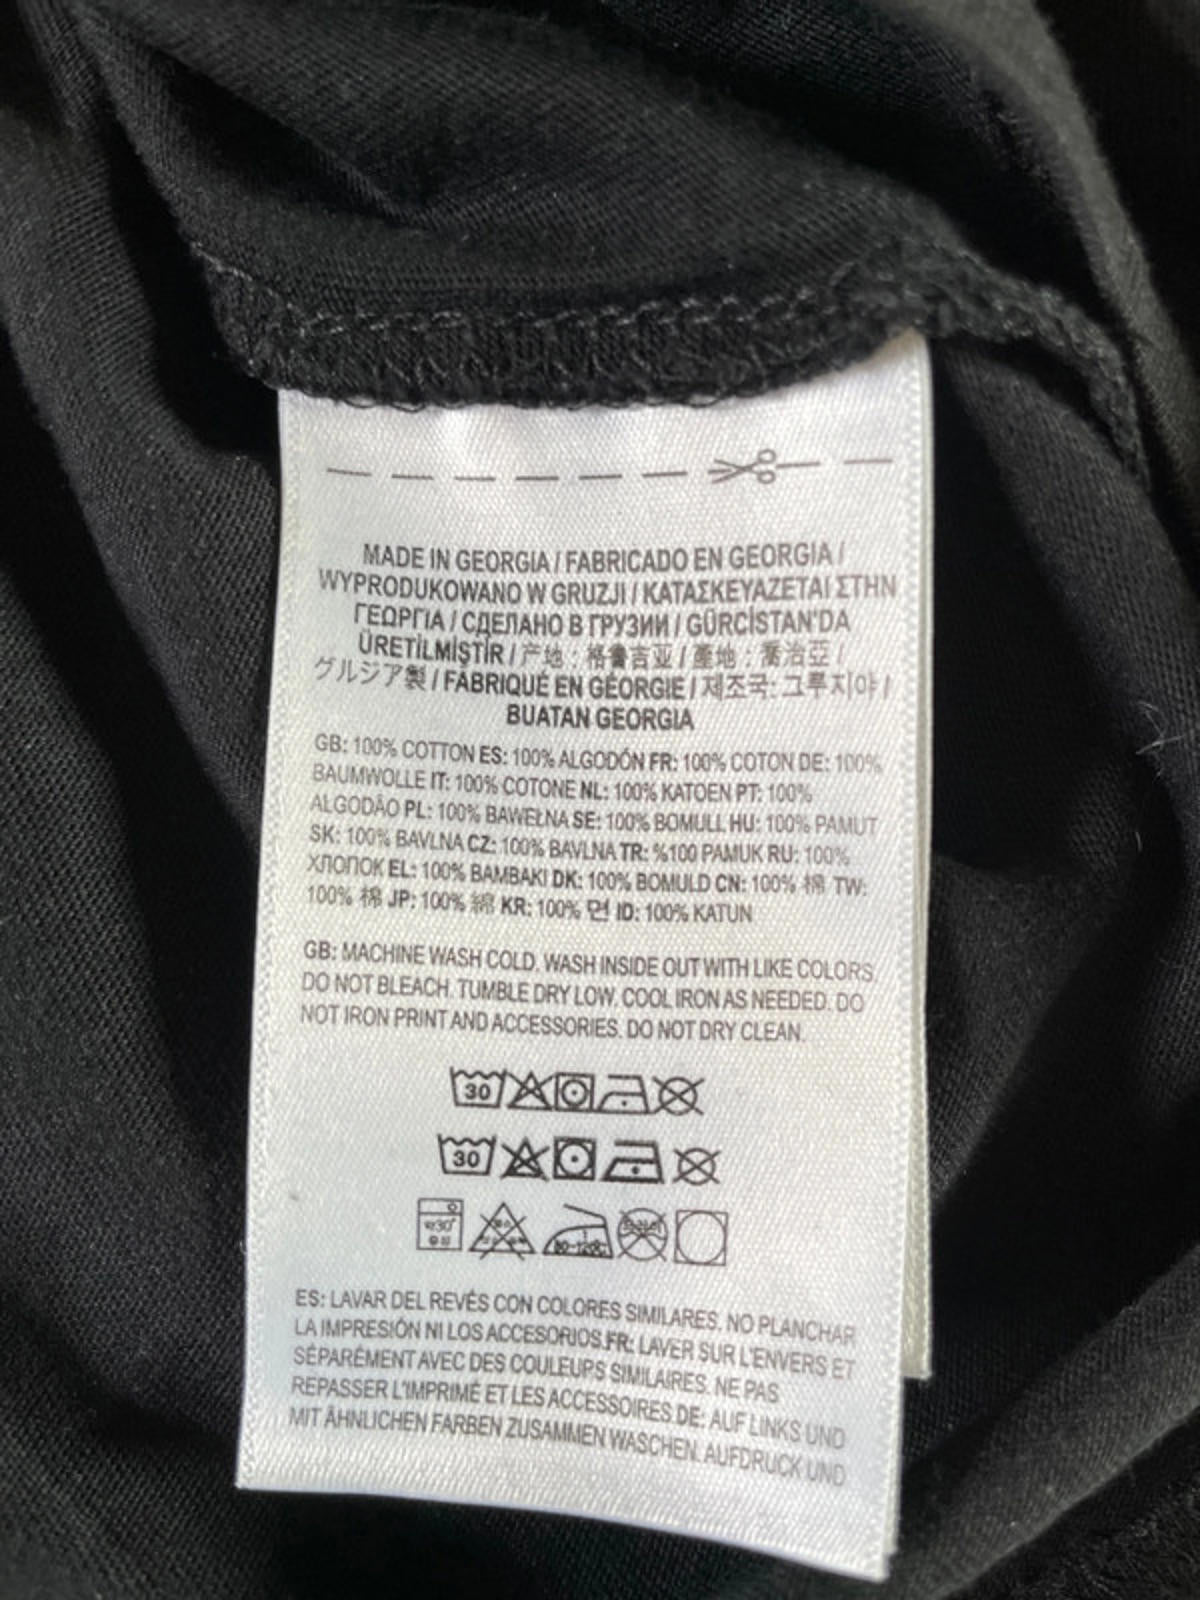 MADE IN GEORGIA / FABRICADO EN GEORGIA /
WYPRODUKOWANO W GRUZJI / ΚΑΤΑΣΚΕΥΑΖΕΤΑΙ ΣΤΗΝ
ΓΕΩΡΓΙΑ / СДЕЛАНО В ГРУЗИИ / GÜRCİSTAN'DA
ÜRETİLMİŞTİR / 产地 : 格鲁吉亚 / 產地 : 喬治亞 /
グルジア製 / FABRIQUÉ EN GÉORGIE / 제조국: 그루지아 /
BUATAN GEORGIA
GB: 100% COTTON ES: 100% ALGODÓN FR: 100% COTON DE: 100%
BAUMWOLLE IT: 100% COTONE NL: 100% KATOEN PT: 100%
ALGODÃO PL: 100% BAWEŁNA SE: 100% BOMULL HU: 100% PAMUT
SK: 100% BAVLNA CZ: 100% BAVLNA TR: %100 PAMUK RU: 100%
ХЛОПОК EL: 100% ΒΑΜΒΑΚΙ DK: 100% BOMULD CN: 100% 棉 TW:
100% 棉 JP: 100% 綿 KR: 100% 면 ID: 100% KATUN
GB: MACHINE WASH COLD. WASH INSIDE OUT WITH LIKE COLORS.
DO NOT BLEACH. TUMBLE DRY LOW. COOL IRON AS NEEDED. DO
NOT IRON PRINT AND ACCESSORIES. DO NOT DRY CLEAN.
30
30
약30°
중성
80~120°C
ES: LAVAR DEL REVÉS CON COLORES SIMILARES. NO PLANCHAR
LA IMPRESIÓN NI LOS ACCESORIOS.FR: LAVER SUR L'ENVERS ET
SÉPARÉMENT AVEC DES COULEURS SIMILAIRES. NE PAS
REPASSER L'IMPRIMÉ ET LES ACCESSOIRES DE: AUF LINKS UND
MIT ÄHNLICHEN FARBEN ZUSAMMEN WASCHEN. AUFDRUCK UND